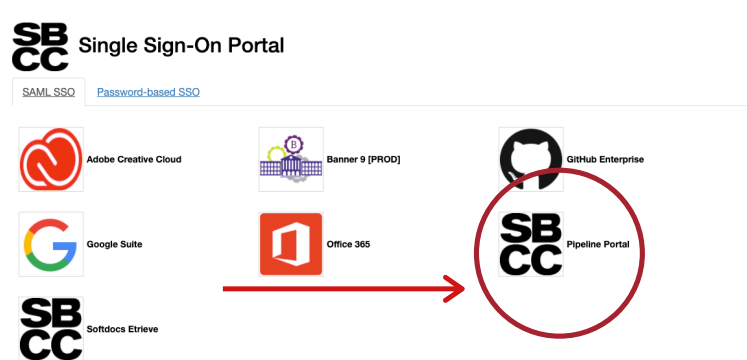 SB
CC
Single Sign-On Portal
SAML SSO
Password-based SSO
Adobe Creative Cloud
B
Banner 9 [PROD]
GitHub Enterprise
G
Google Suite
Office 365
SB
CC
Pipeline Portal
SB
CC
Softdocs Etrieve